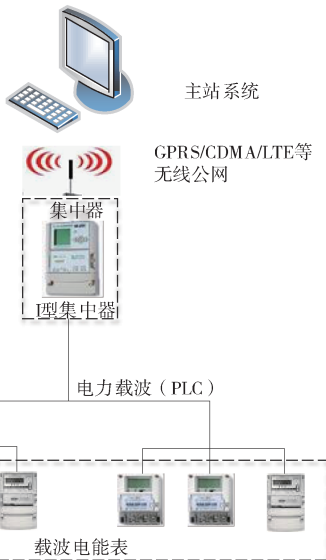 主站系统
GPRS/CDMA/LTE等
无线公网
集中器
I型集中器
电力载波（PLC）
载波电能表